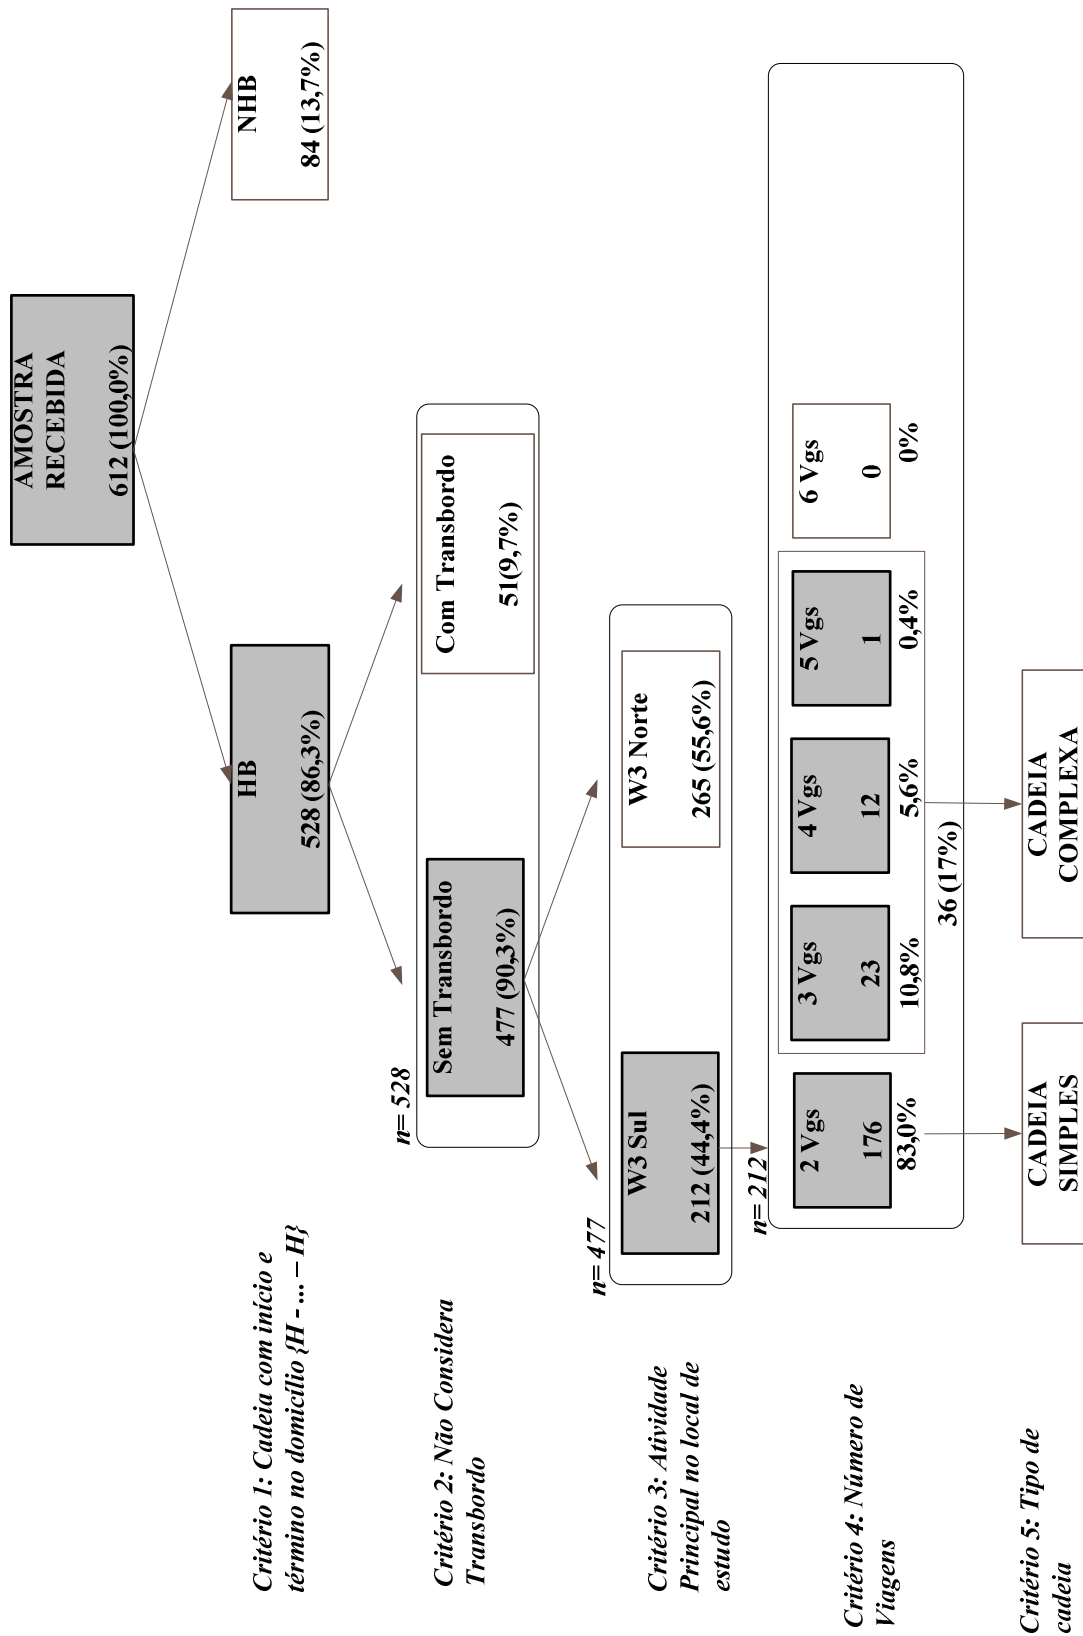 AMOSTRA
RECEBIDA
612 (100,0%)
Critério 1: Cadeia com início e
término no domicílio {H - ... – H}
HB
528 (86,3%)
NHB
84 (13,7%)
n= 528
Critério 2: Não Considera
Transbordo
Sem Transbordo
477 (90,3%)
Com Transbordo
51(9,7%)
n= 477
Critério 3: Atividade
Principal no local de
estudo
W3 Sul
212 (44,4%)
W3 Norte
265 (55,6%)
n= 212
Critério 4: Número de
Viagens
2 Vgs
176
83,0%
3 Vgs
23
10,8%
4 Vgs
12
5,6%
5 Vgs
1
0,4%
6 Vgs
0
0%
36 (17%)
Critério 5: Tipo de
cadeia
CADEIA
SIMPLES
CADEIA
COMPLEXA